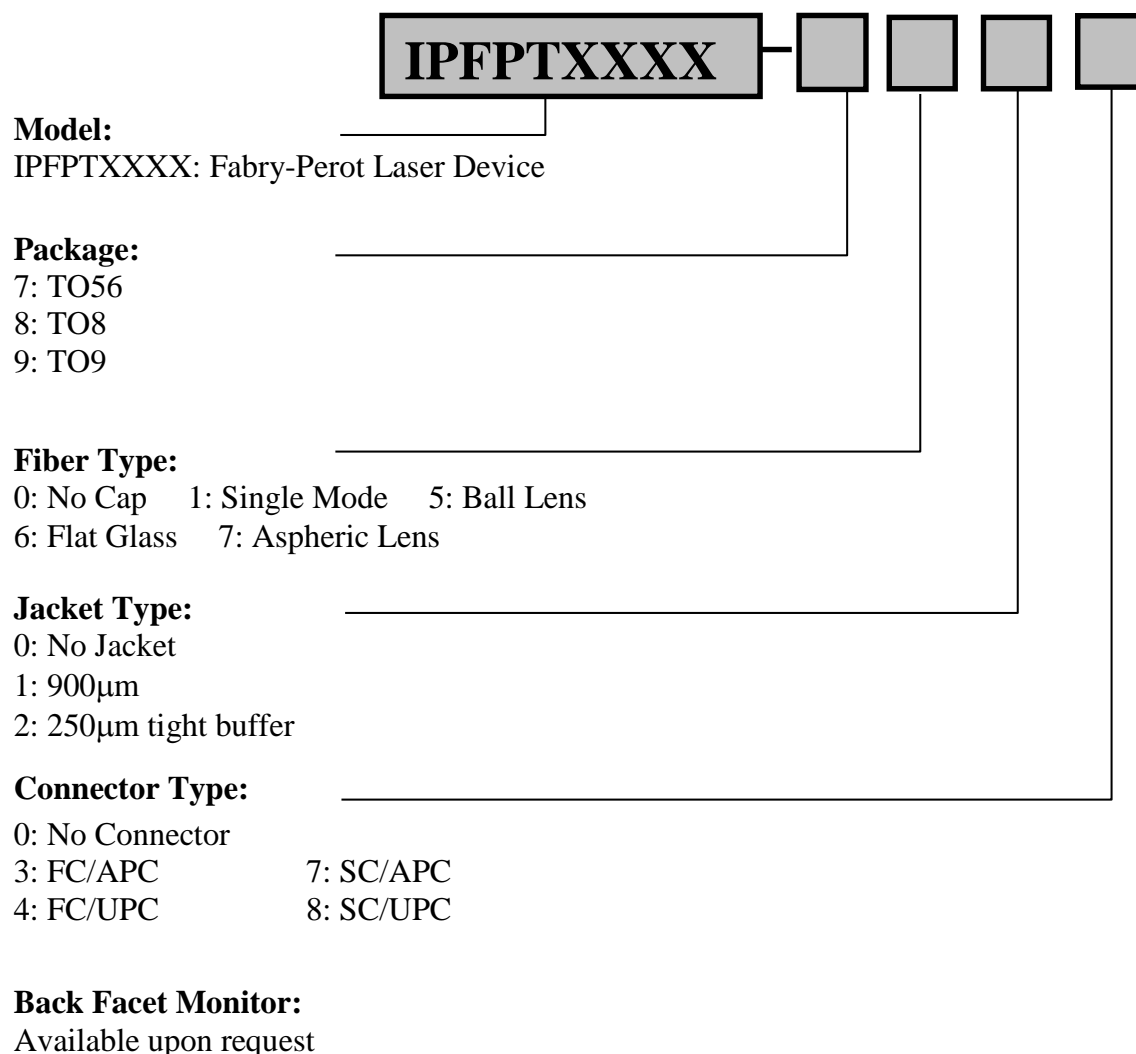 IPFPTXXXX -
Model:
IPFPTXXXX: Fabry-Perot Laser Device
Package:
7: TO56
8: TO8
9: TO9
Fiber Type:
0: No Cap 1: Single Mode 5: Ball Lens
6: Flat Glass 7: Aspheric Lens
Jacket Type:
0: No Jacket
1: 900μm
2: 250μm tight buffer
Connector Type:
0: No Connector
3: FC/APC 7: SC/APC
4: FC/UPC 8: SC/UPC
Back Facet Monitor:
Available upon request